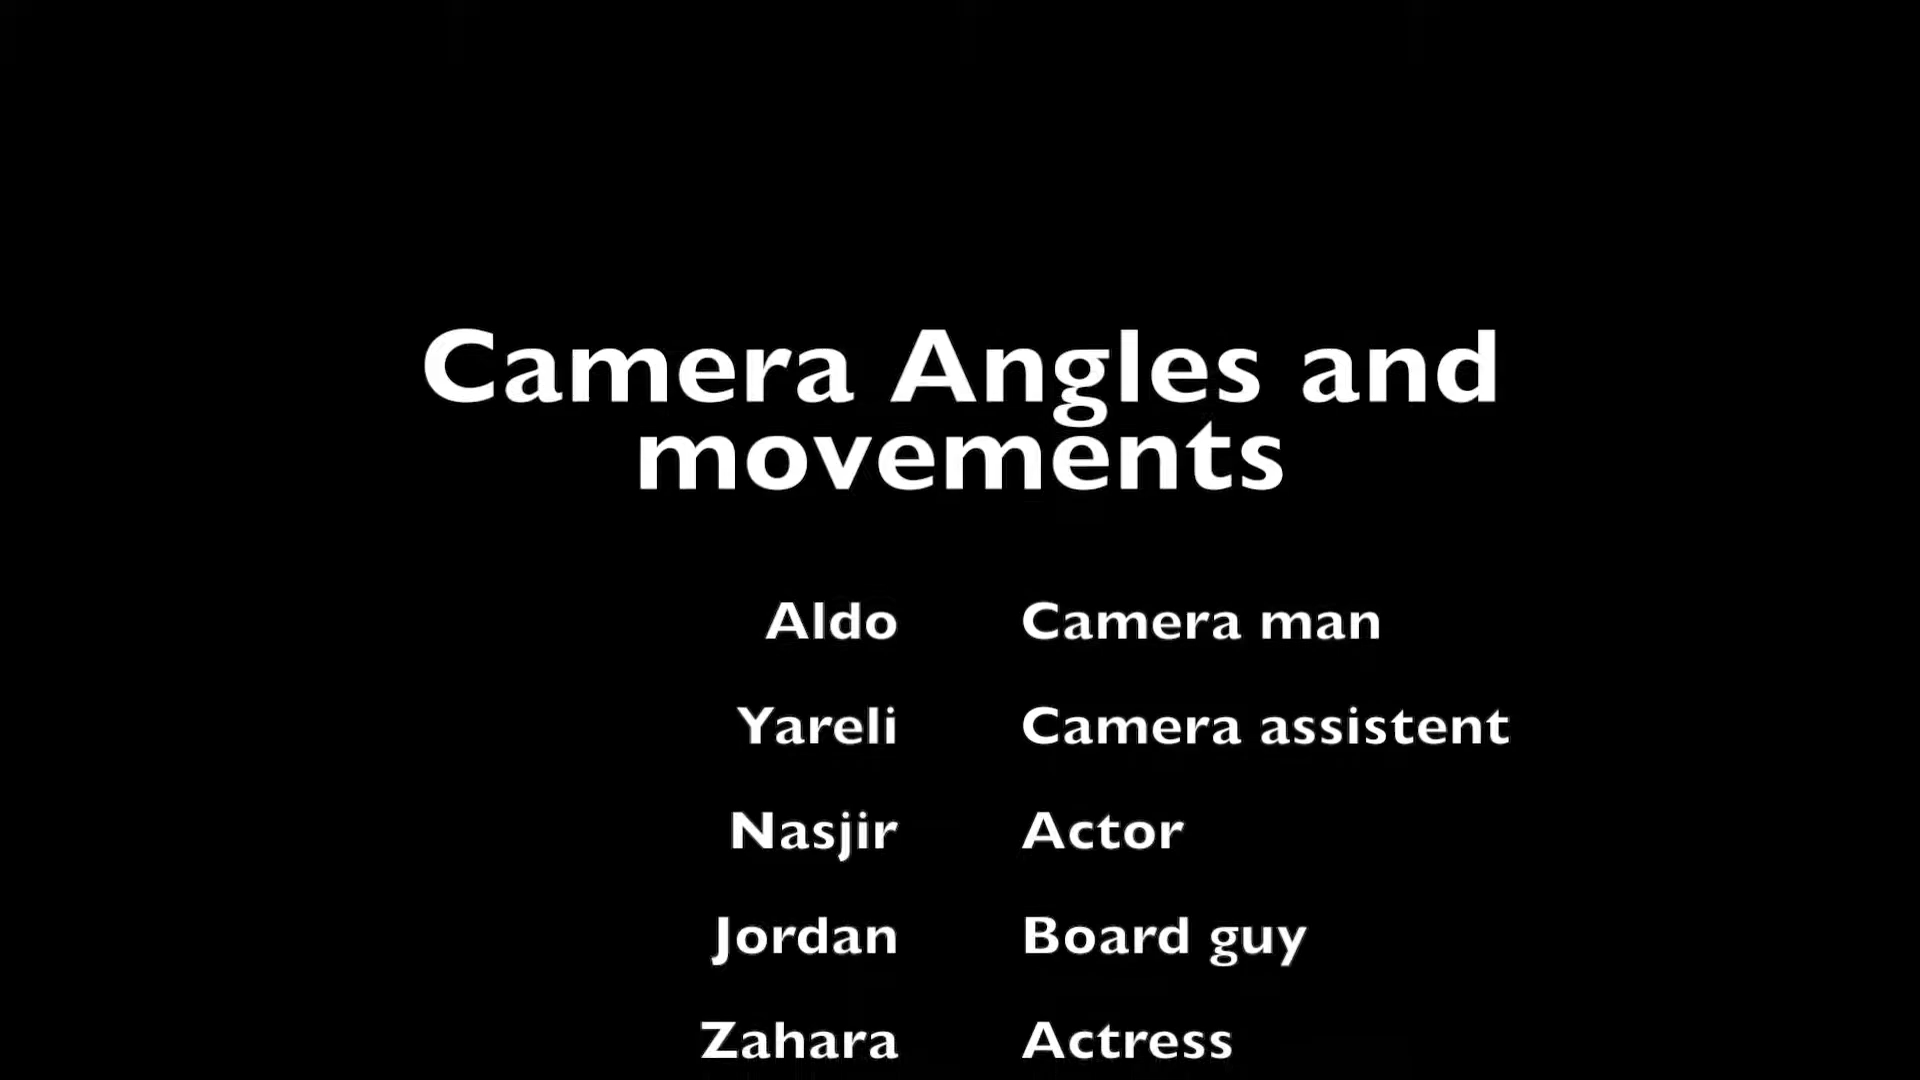 Camera Angles and
movements
Aldo Camera man
Yareli Camera assistent
Nasjir Actor
Jordan Board guy
Zahara Actress